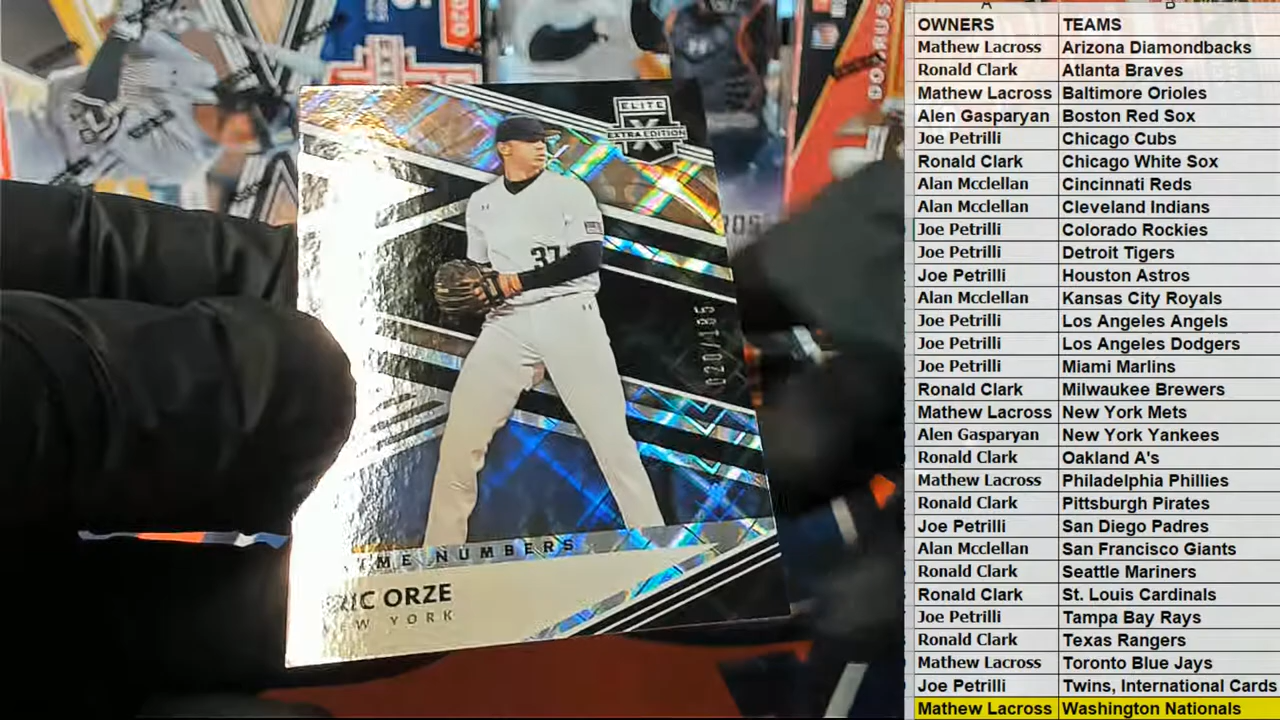 ELITE
X
EXTRA EDITION
37
020/185
TIME NUMBERS
ERIC ORZE
NEW YORK
2020
A B
OWNERS TEAMS
Mathew Lacross Arizona Diamondbacks
Ronald Clark Atlanta Braves
Mathew Lacross Baltimore Orioles
Alen Gasparyan Boston Red Sox
Joe Petrilli Chicago Cubs
Ronald Clark Chicago White Sox
Alan Mcclellan Cincinnati Reds
Alan Mcclellan Cleveland Indians
Joe Petrilli Colorado Rockies
Joe Petrilli Detroit Tigers
Joe Petrilli Houston Astros
Alan Mcclellan Kansas City Royals
Joe Petrilli Los Angeles Angels
Joe Petrilli Los Angeles Dodgers
Joe Petrilli Miami Marlins
Ronald Clark Milwaukee Brewers
Mathew Lacross New York Mets
Alen Gasparyan New York Yankees
Ronald Clark Oakland A's
Mathew Lacross Philadelphia Phillies
Ronald Clark Pittsburgh Pirates
Joe Petrilli San Diego Padres
Alan Mcclellan San Francisco Giants
Ronald Clark Seattle Mariners
Ronald Clark St. Louis Cardinals
Joe Petrilli Tampa Bay Rays
Ronald Clark Texas Rangers
Mathew Lacross Toronto Blue Jays
Joe Petrilli Twins, International Cards
Mathew Lacross Washington Nationals